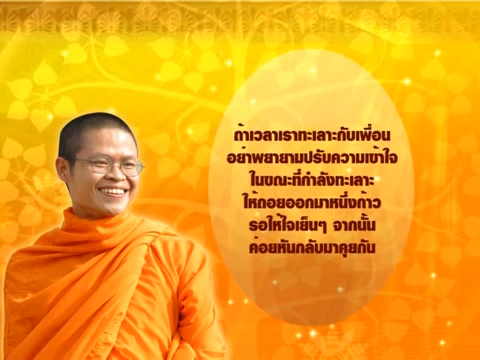 ถ้าเวลาเราทะเลาะกับเพื่อน
อย่าพยายามปรับความเข้าใจ
ในขณะที่กำลังทะเลาะ
ให้ถอยออกมาหนึ่งก้าว
รอให้ใจเย็นๆ จากนั้น
ค่อยหันกลับมาคุยกัน